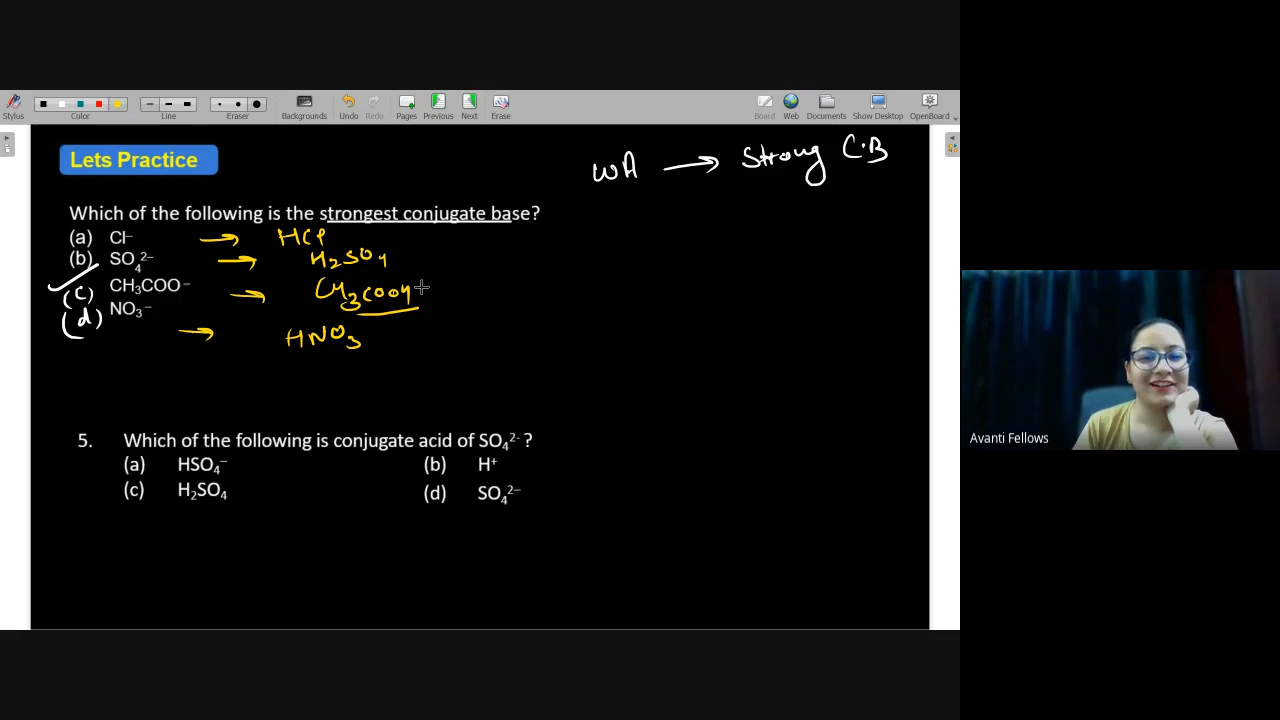 Stylus
Color
Line
Eraser
Backgrounds
Undo
Redo
Pages
Previous
Next
Erase
Board
Web
Documents
Show Desktop
OpenBoard
Lets Practice
WA → Strong C.B
Which of the following is the strongest conjugate base?
(a) Cl⁻ → HCl
(b) SO₄²⁻ → H₂SO₄
(c) CH₃COO⁻ → CH₃COOH
(d) NO₃⁻ → HNO₃
5. Which of the following is conjugate acid of SO₄²⁻ ?
(a) HSO₄⁻ (b) H⁺
(c) H₂SO₄ (d) SO₄²⁻
Avanti Fellows